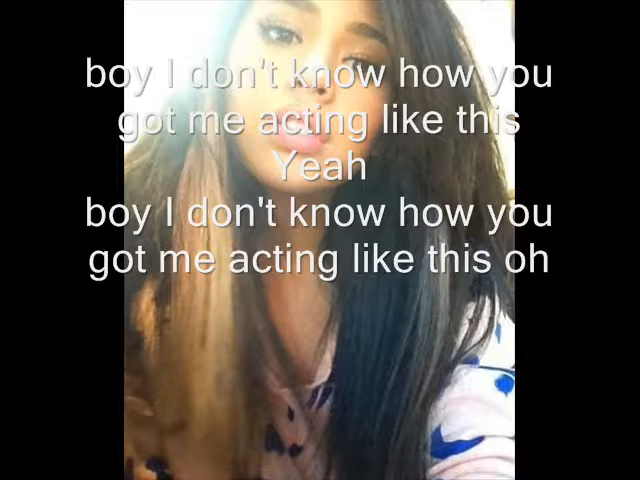 boy I don't know how you
got me acting like this
Yeah
boy I don't know how you
got me acting like this oh